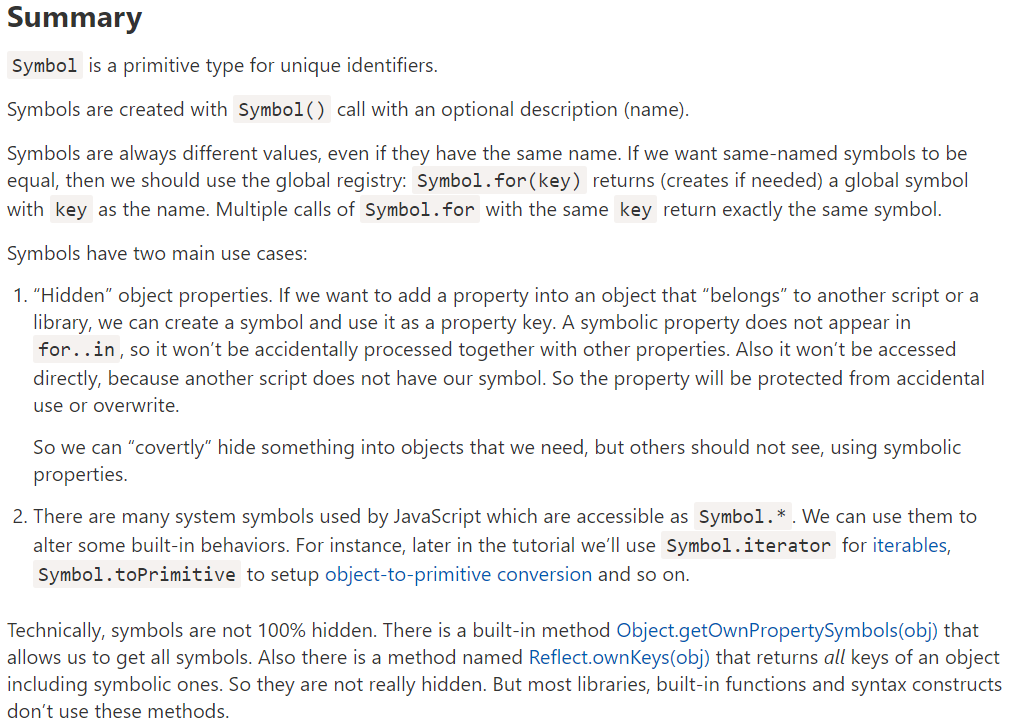 Summary
Symbol is a primitive type for unique identifiers.
Symbols are created with Symbol() call with an optional description (name).
Symbols are always different values, even if they have the same name. If we want same-named symbols to be
equal, then we should use the global registry: Symbol.for(key) returns (creates if needed) a global symbol
with key as the name. Multiple calls of Symbol.for with the same key return exactly the same symbol.
Symbols have two main use cases:
1. “Hidden” object properties. If we want to add a property into an object that “belongs” to another script or a
library, we can create a symbol and use it as a property key. A symbolic property does not appear in
for..in, so it won’t be accidentally processed together with other properties. Also it won’t be accessed
directly, because another script does not have our symbol. So the property will be protected from accidental
use or overwrite.
So we can “covertly” hide something into objects that we need, but others should not see, using symbolic
properties.
2. There are many system symbols used by JavaScript which are accessible as Symbol.*. We can use them to
alter some built-in behaviors. For instance, later in the tutorial we’ll use Symbol.iterator for iterables,
Symbol.toPrimitive to setup object-to-primitive conversion and so on.
Technically, symbols are not 100% hidden. There is a built-in method Object.getOwnPropertySymbols(obj) that
allows us to get all symbols. Also there is a method named Reflect.ownKeys(obj) that returns all keys of an object
including symbolic ones. So they are not really hidden. But most libraries, built-in functions and syntax constructs
don’t use these methods.